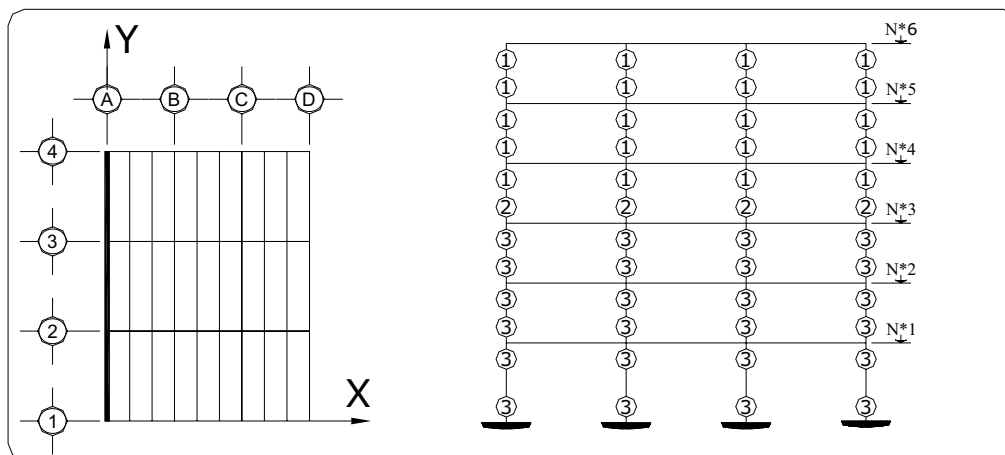 Y
A B C D
4
3
2
1
X
N*6
1 1 1 1
1 1 1 1
N*5
1 1 1 1
1 1 1 1
N*4
1 1 1 1
2 2 2 2
N*3
3 3 3 3
3 3 3 3
N*2
3 3 3 3
3 3 3 3
N*1
3 3 3 3
3 3 3 3